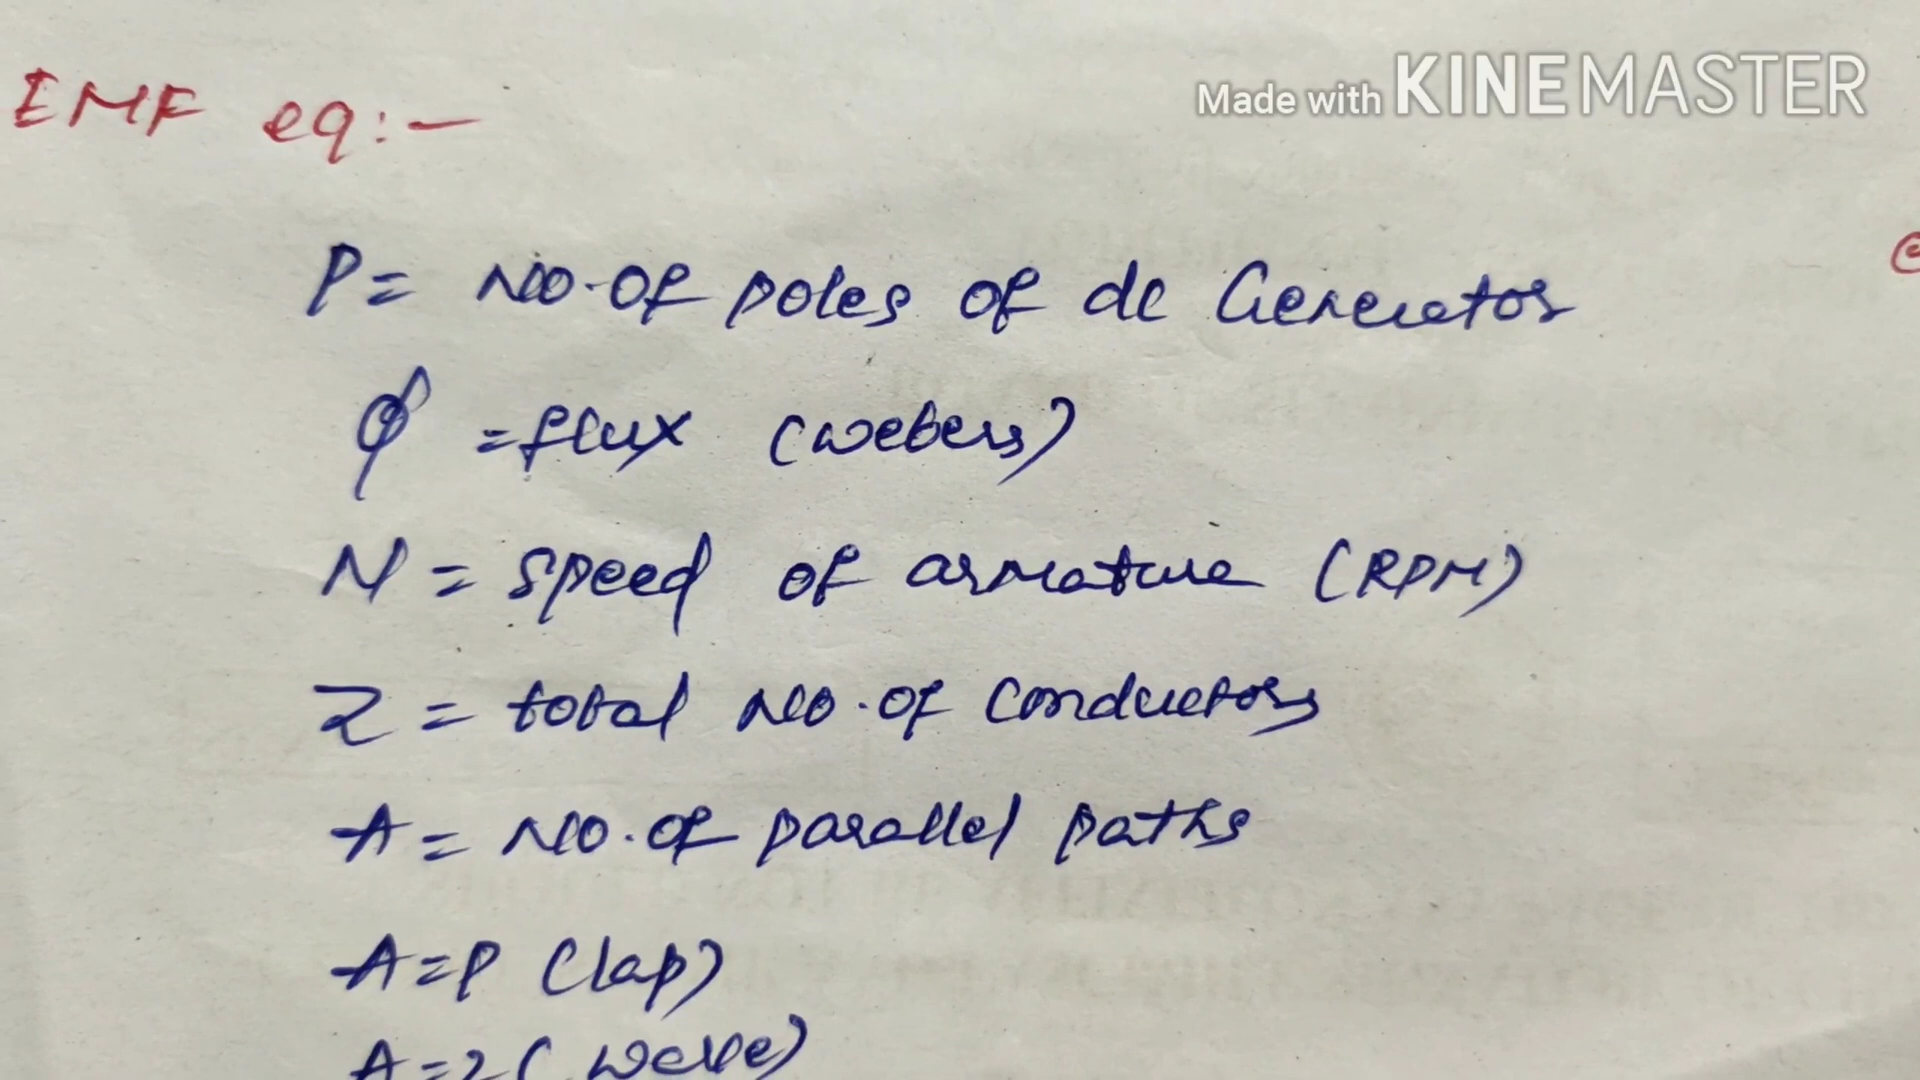 EMF eq:-
Made with KINEMASTER
P = No. of poles of dc Generator
φ = flux (webers)
N = speed of armature (RPM)
Z = total No. of conductors
A = No. of parallel paths
A = P (lap)
A = 2 (wave)